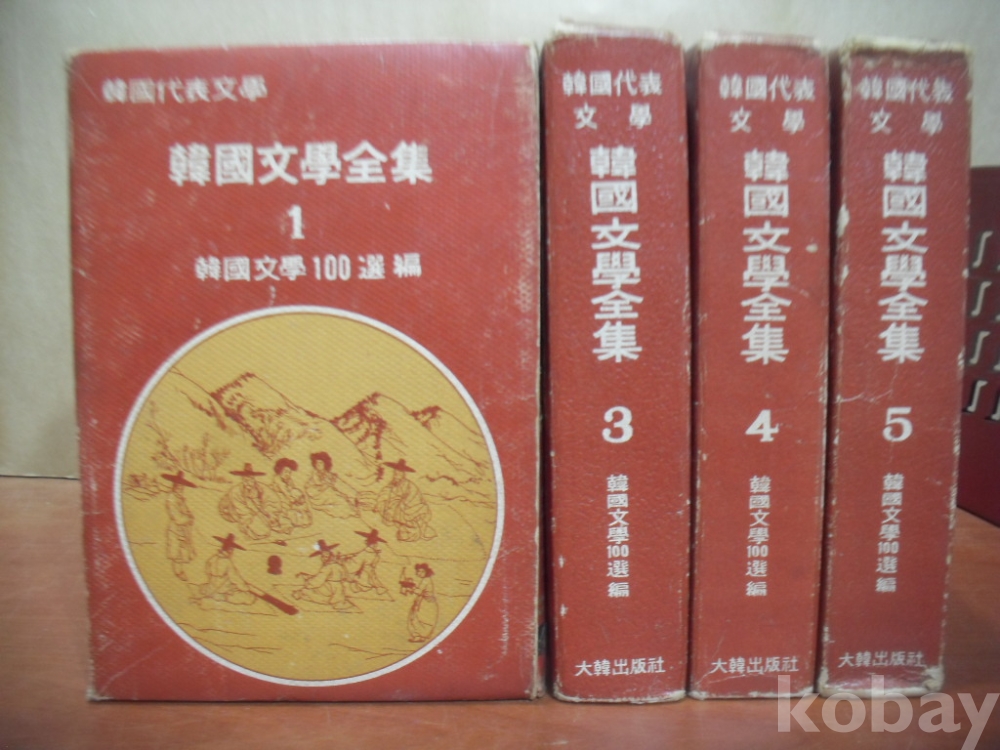 韓國代表文學
韓國文學全集
1
韓國文學100選編
韓國代表
文學
韓國文學全集
3
韓國文學100選編
大韓出版社
韓國代表
文學
韓國文學全集
4
韓國文學100選編
大韓出版社
韓國代表
文學
韓國文學全集
5
韓國文學100選編
大韓出版社
kobay